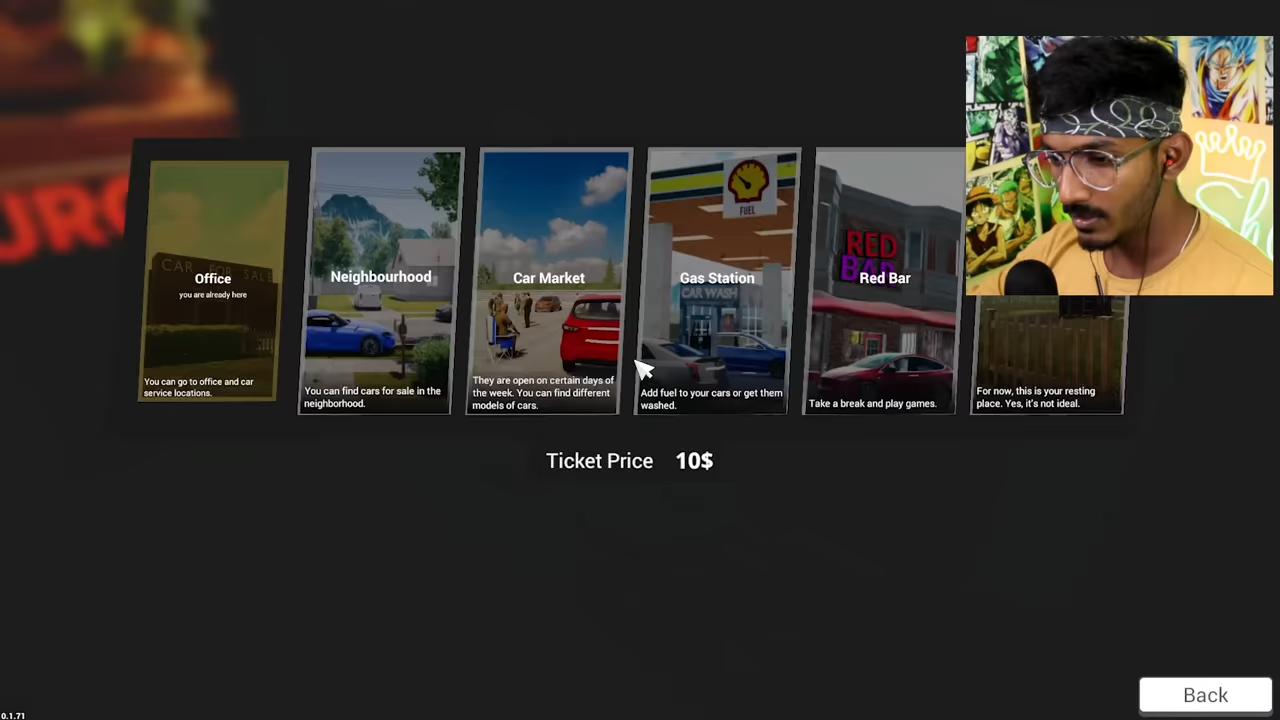 CAR FOR SALE
Office
you are already here
You can go to office and car
service locations.
Neighbourhood
You can find cars for sale in the
neighborhood.
Car Market
They are open on certain days of
the week. You can find different
models of cars.
FUEL
Gas Station
CAR WASH
Add fuel to your cars or get them
washed.
RED
BAR
Red Bar
Take a break and play games.
For now, this is your resting
place. Yes, it's not ideal.
Ticket Price 10$
Back
0.1.71